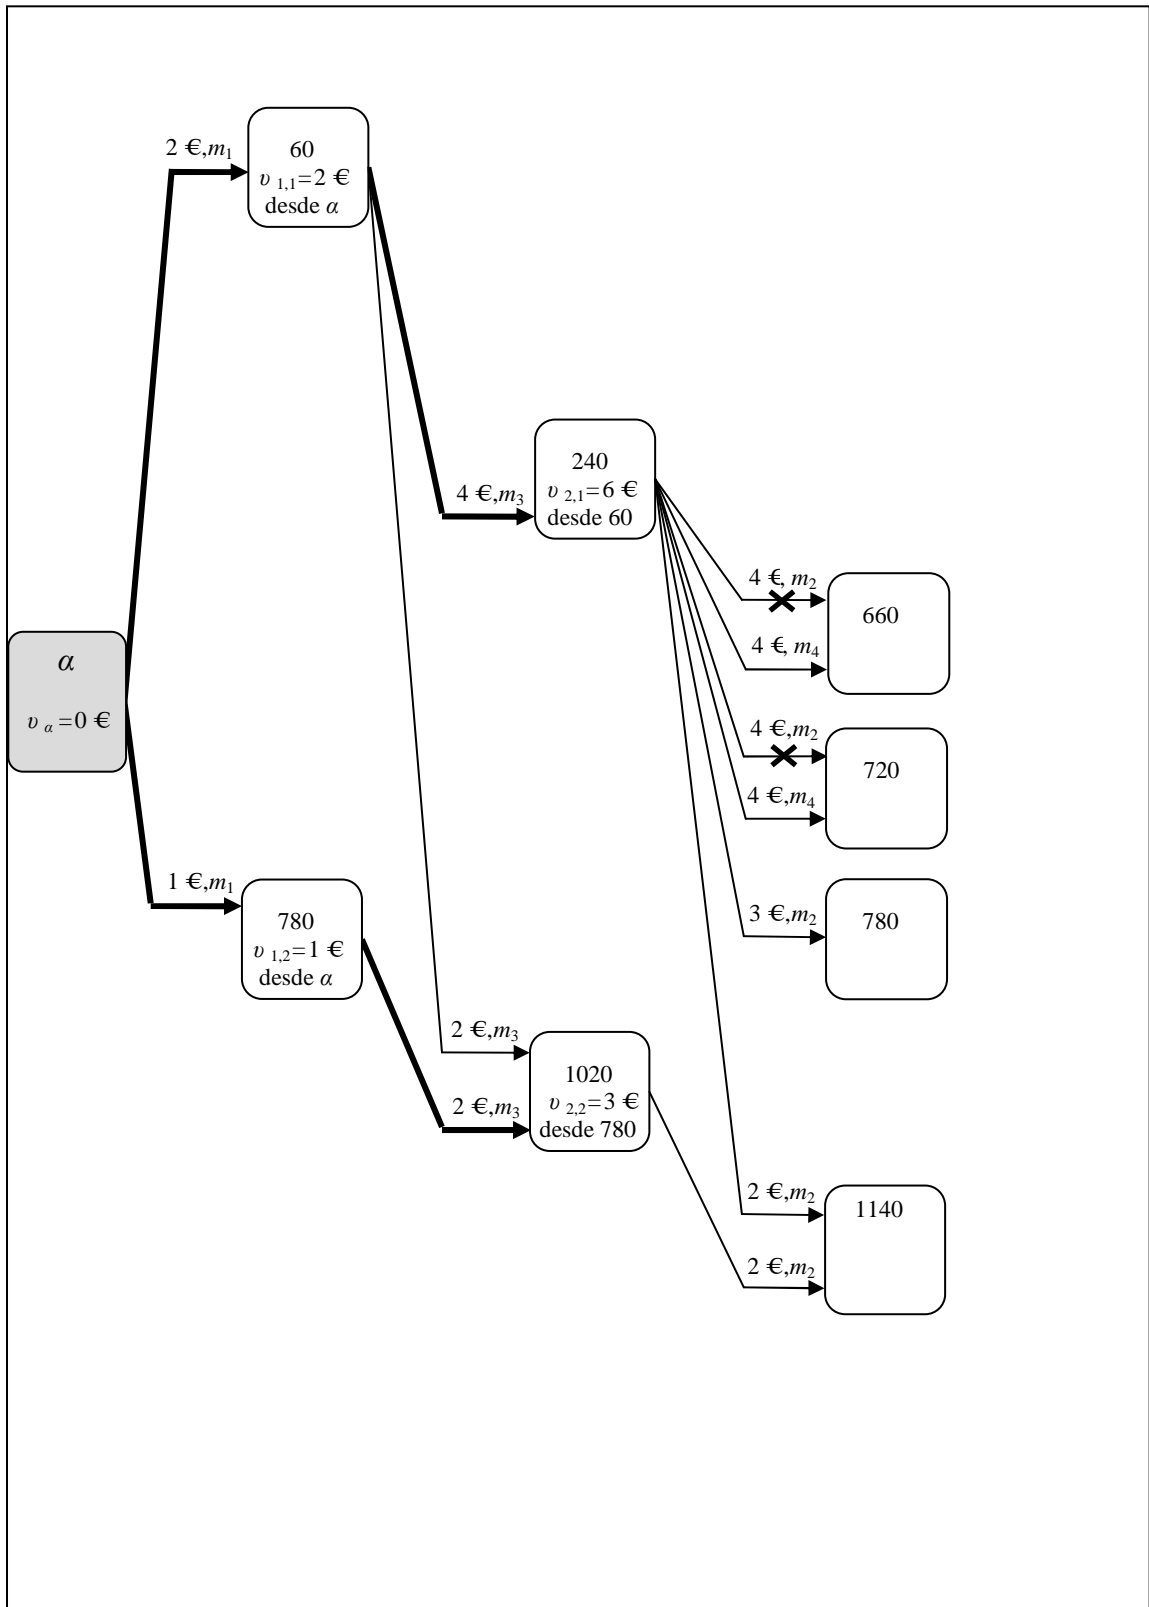 2 €,m₁
60
υ ₁,₁=2 €
desde α
240
υ ₂,₁=6 €
desde 60
4 €,m₃
4 €, m₂
660
4 €, m₄
α
υ α =0 €
4 €,m₂
720
4 €,m₄
1 €,m₁
780
υ ₁,₂=1 €
desde α
3 €,m₂
780
2 €,m₃
1020
υ ₂,₂=3 €
desde 780
2 €,m₃
2 €,m₂
1140
2 €,m₂